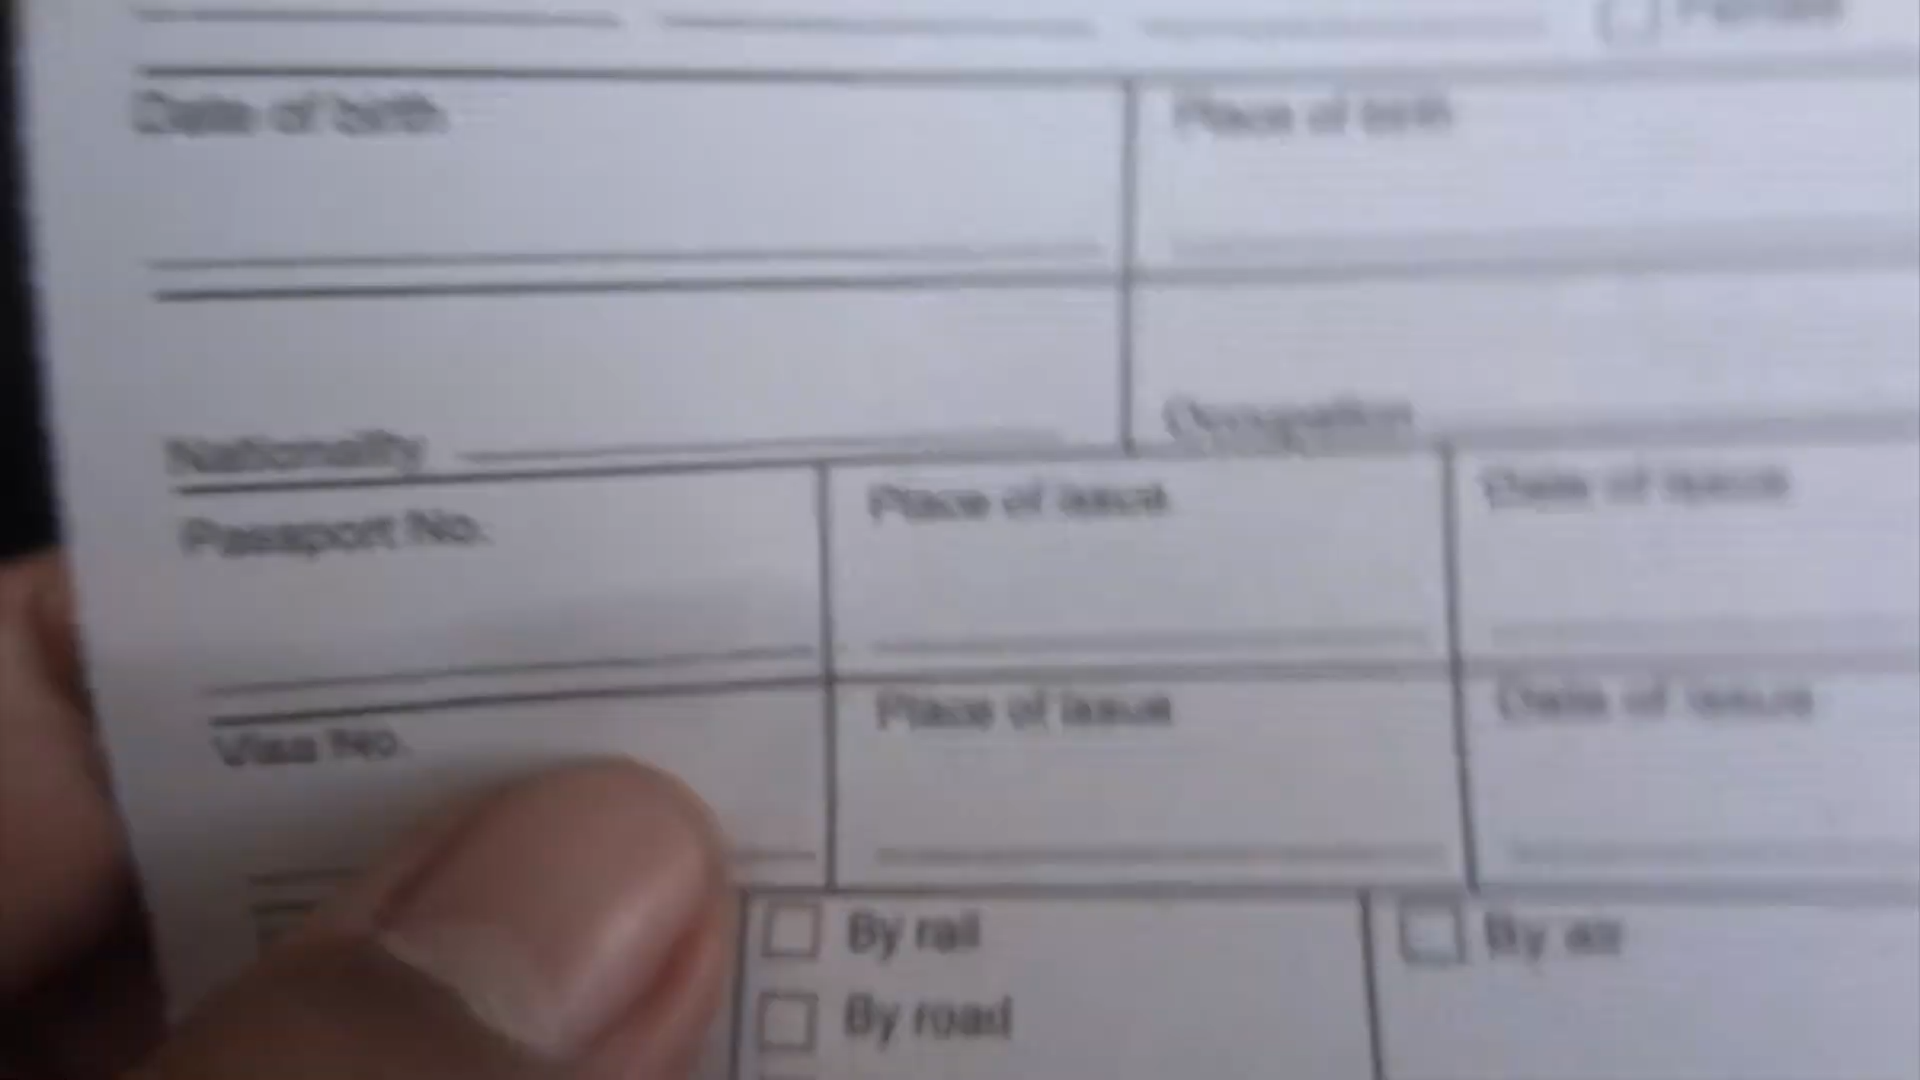 Female
Date of birth Place of birth
Nationality Occupation
Passport No. Place of issue Date of issue
Visa No. Place of issue Date of issue
By rail By air
By road